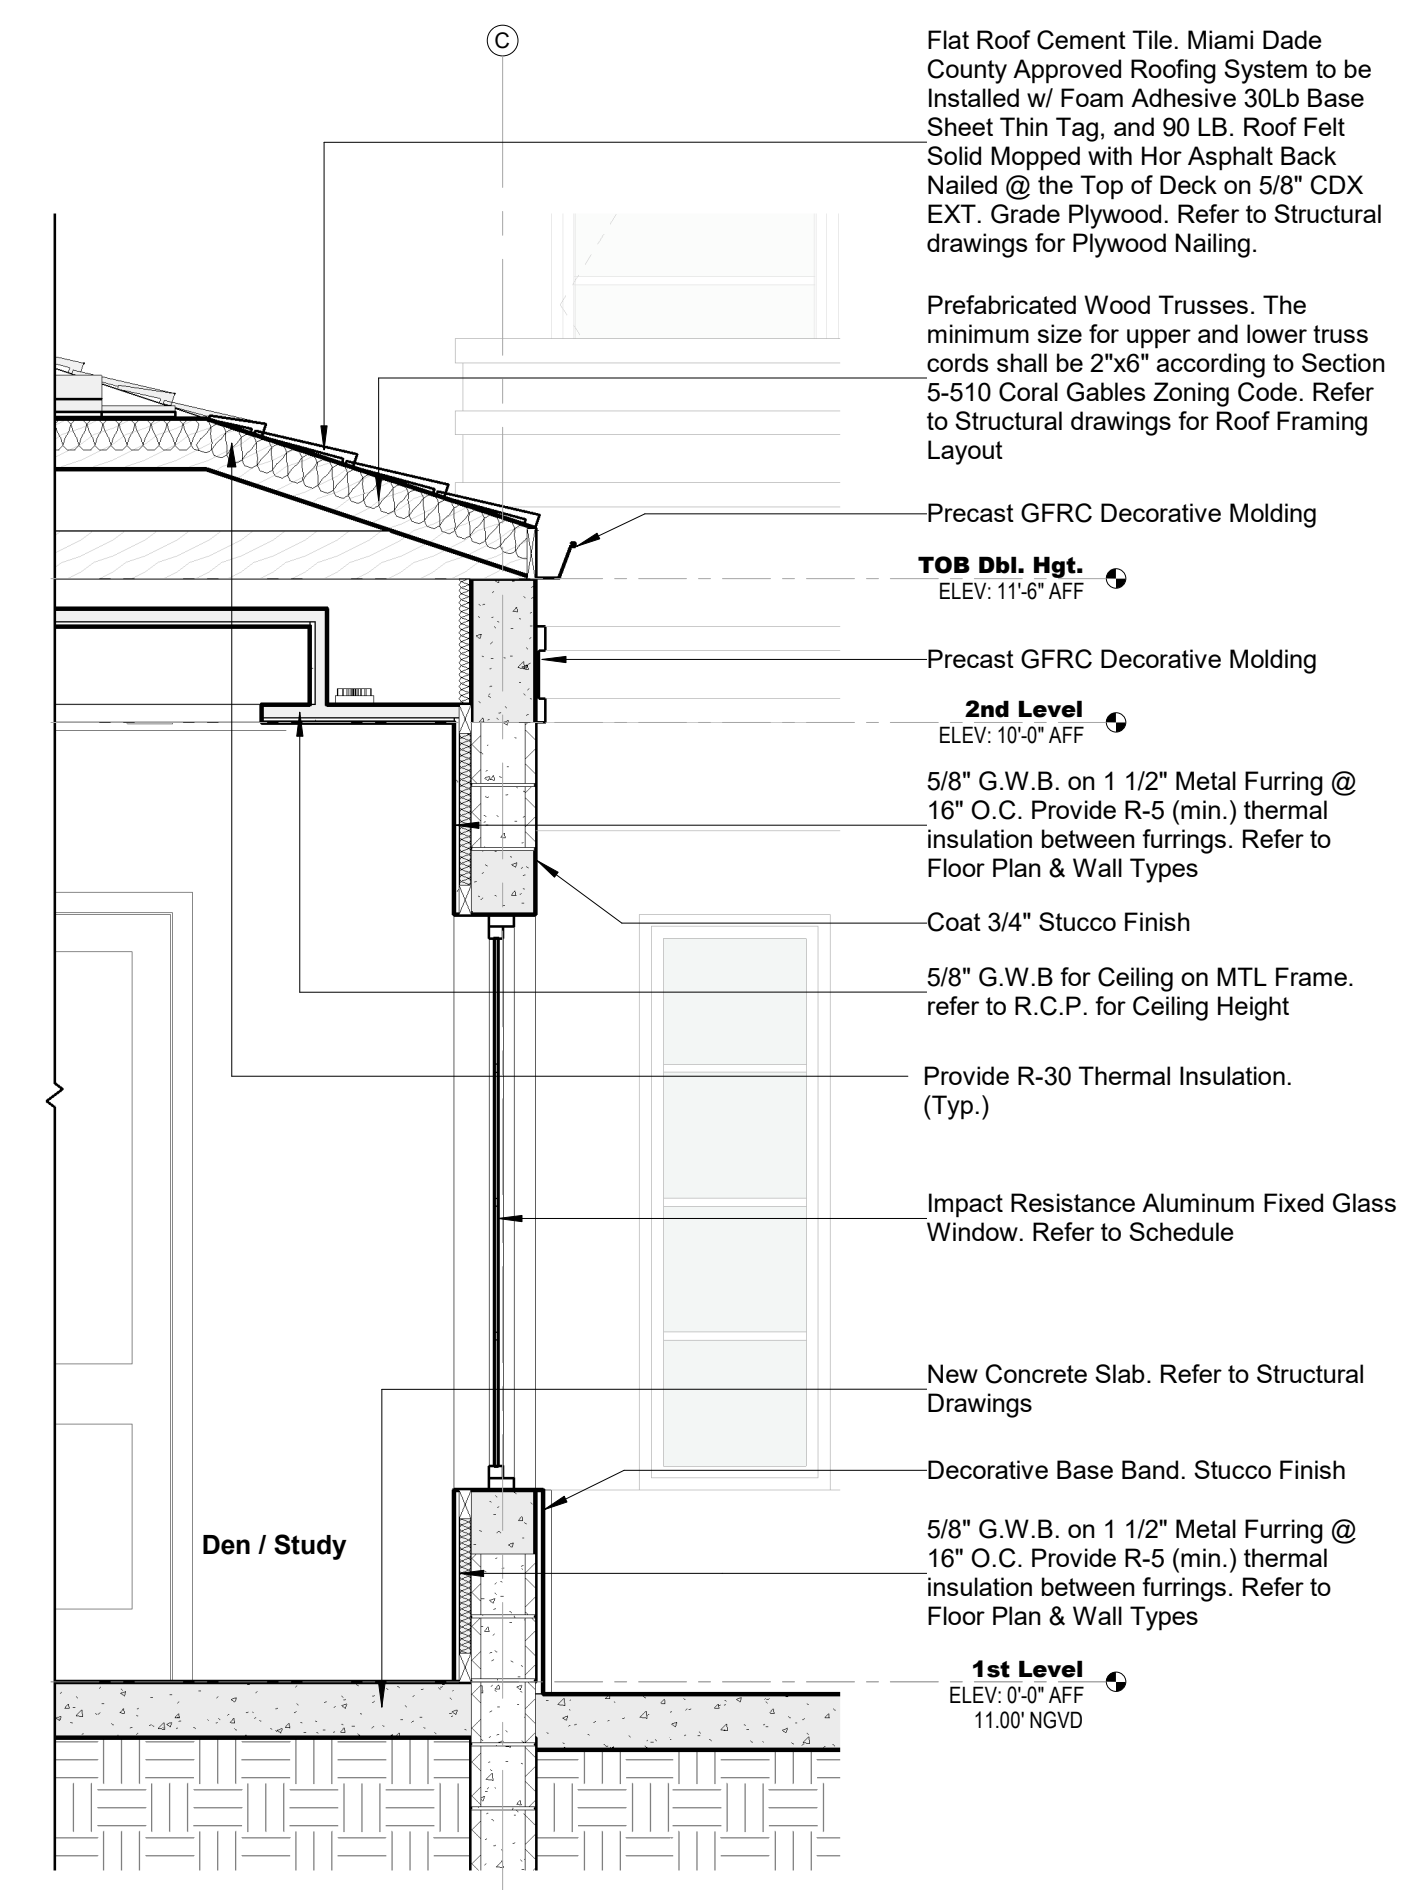 C
Flat Roof Cement Tile. Miami Dade
County Approved Roofing System to be
Installed w/ Foam Adhesive 30Lb Base
Sheet Thin Tag, and 90 LB. Roof Felt
Solid Mopped with Hor Asphalt Back
Nailed @ the Top of Deck on 5/8" CDX
EXT. Grade Plywood. Refer to Structural
drawings for Plywood Nailing.
Prefabricated Wood Trusses. The
minimum size for upper and lower truss
cords shall be 2"x6" according to Section
5-510 Coral Gables Zoning Code. Refer
to Structural drawings for Roof Framing
Layout
Precast GFRC Decorative Molding
TOB Dbl. Hgt.
ELEV: 11'-6" AFF
Precast GFRC Decorative Molding
2nd Level
ELEV: 10'-0" AFF
5/8" G.W.B. on 1 1/2" Metal Furring @
16" O.C. Provide R-5 (min.) thermal
insulation between furrings. Refer to
Floor Plan & Wall Types
Coat 3/4" Stucco Finish
5/8" G.W.B for Ceiling on MTL Frame.
refer to R.C.P. for Ceiling Height
Provide R-30 Thermal Insulation.
(Typ.)
Impact Resistance Aluminum Fixed Glass
Window. Refer to Schedule
New Concrete Slab. Refer to Structural
Drawings
Decorative Base Band. Stucco Finish
Den / Study
5/8" G.W.B. on 1 1/2" Metal Furring @
16" O.C. Provide R-5 (min.) thermal
insulation between furrings. Refer to
Floor Plan & Wall Types
1st Level
ELEV: 0'-0" AFF
11.00' NGVD